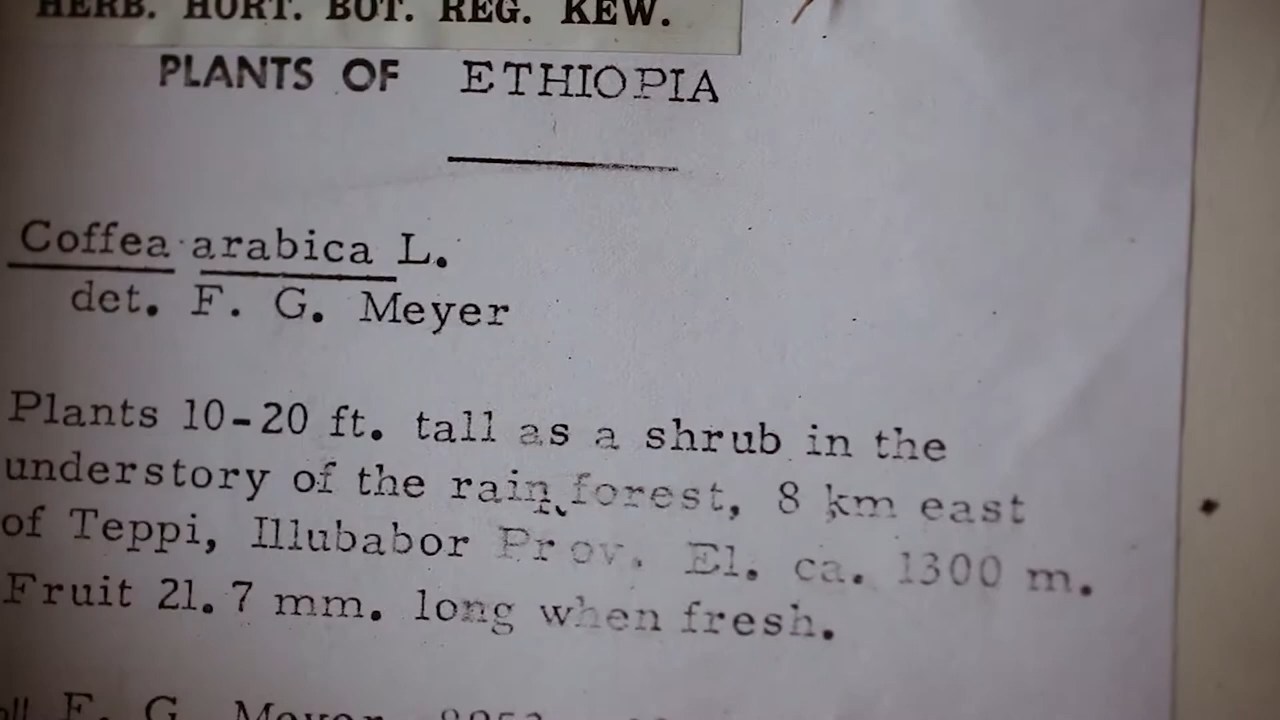 HERB. HORT. BOT. REG. KEW.
PLANTS OF ETHIOPIA
Coffea arabica L.
det. F. G. Meyer
Plants 10-20 ft. tall as a shrub in the
understory of the rain forest, 8 km east
of Teppi, Illubabor Prov. El. ca. 1300 m.
Fruit 21.7 mm. long when fresh.
F. G. Meyer